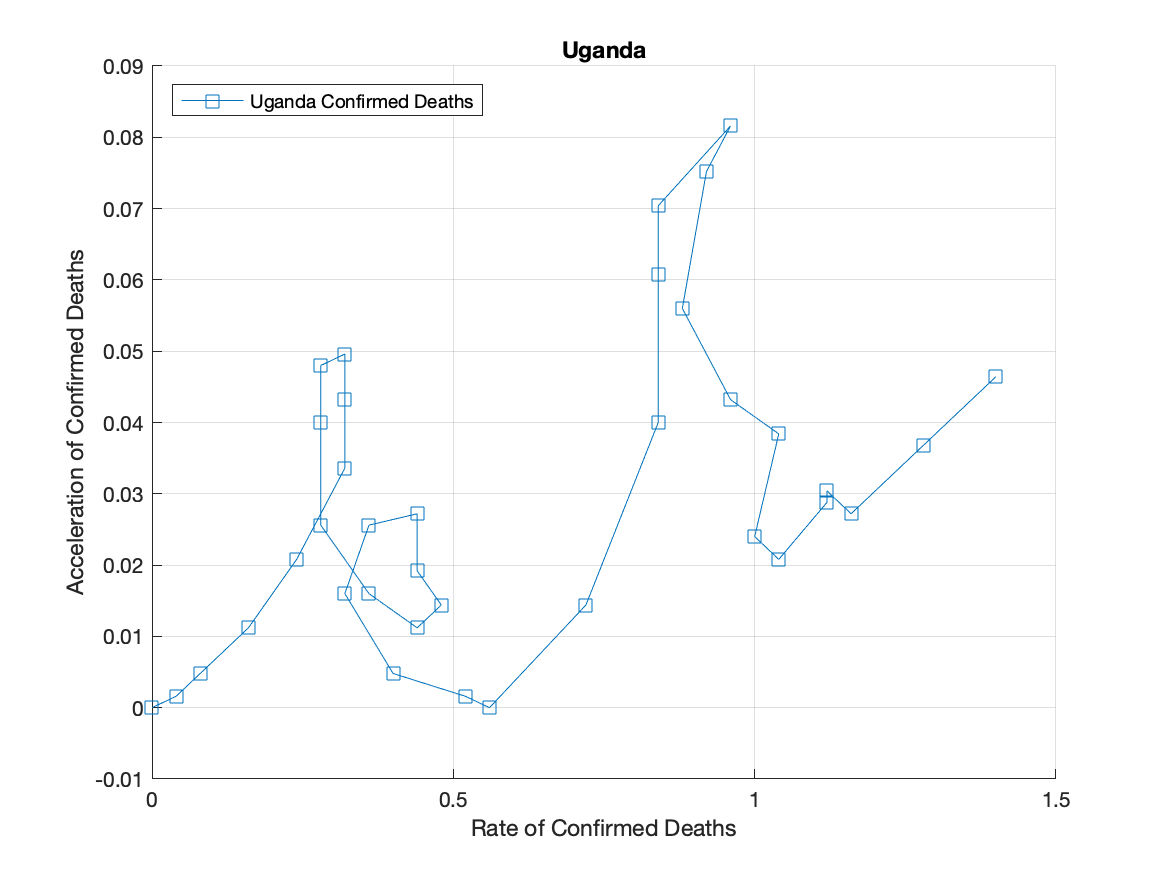 Uganda
Uganda Confirmed Deaths
0.09
0.08
0.07
0.06
0.05
0.04
0.03
0.02
0.01
0
-0.01
Acceleration of Confirmed Deaths
0 0.5 1 1.5
Rate of Confirmed Deaths